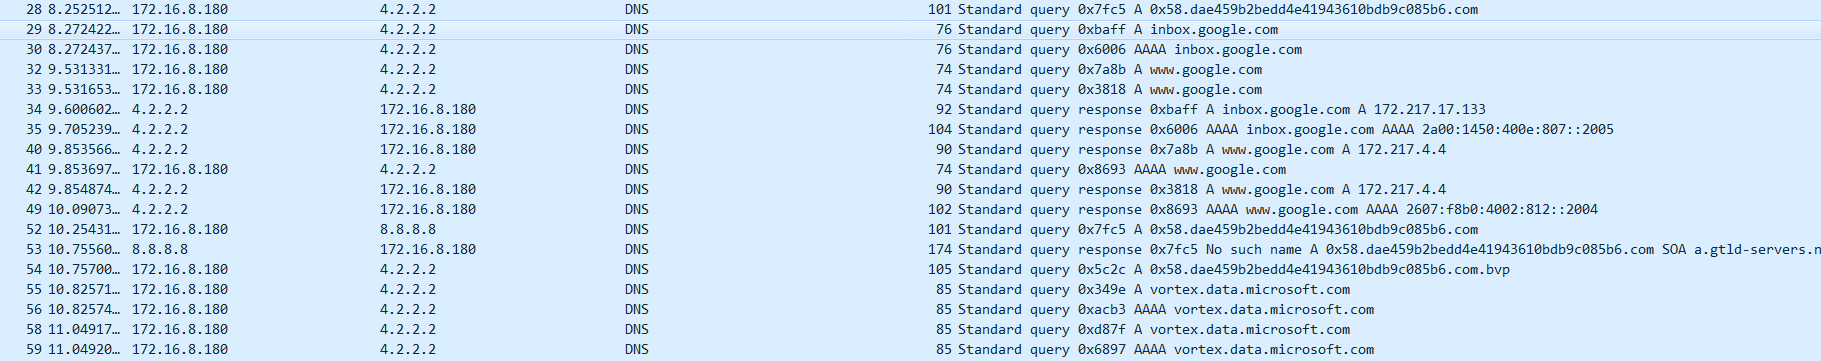 28 8.252512… 172.16.8.180 4.2.2.2 DNS 101 Standard query 0x7fc5 A 0x58.dae459b2bedd4e41943610bdb9c085b6.com
29 8.272422… 172.16.8.180 4.2.2.2 DNS 76 Standard query 0xbaff A inbox.google.com
30 8.272437… 172.16.8.180 4.2.2.2 DNS 76 Standard query 0x6006 AAAA inbox.google.com
32 9.531331… 172.16.8.180 4.2.2.2 DNS 74 Standard query 0x7a8b A www.google.com
33 9.531653… 172.16.8.180 4.2.2.2 DNS 74 Standard query 0x3818 A www.google.com
34 9.600602… 4.2.2.2 172.16.8.180 DNS 92 Standard query response 0xbaff A inbox.google.com A 172.217.17.133
35 9.705239… 4.2.2.2 172.16.8.180 DNS 104 Standard query response 0x6006 AAAA inbox.google.com AAAA 2a00:1450:400e:807::2005
40 9.853566… 4.2.2.2 172.16.8.180 DNS 90 Standard query response 0x7a8b A www.google.com A 172.217.4.4
41 9.853697… 172.16.8.180 4.2.2.2 DNS 74 Standard query 0x8693 AAAA www.google.com
42 9.854874… 4.2.2.2 172.16.8.180 DNS 90 Standard query response 0x3818 A www.google.com A 172.217.4.4
49 10.09073… 4.2.2.2 172.16.8.180 DNS 102 Standard query response 0x8693 AAAA www.google.com AAAA 2607:f8b0:4002:812::2004
52 10.25431… 172.16.8.180 8.8.8.8 DNS 101 Standard query 0x7fc5 A 0x58.dae459b2bedd4e41943610bdb9c085b6.com
53 10.75560… 8.8.8.8 172.16.8.180 DNS 174 Standard query response 0x7fc5 No such name A 0x58.dae459b2bedd4e41943610bdb9c085b6.com SOA a.gtld-servers.n
54 10.75700… 172.16.8.180 4.2.2.2 DNS 105 Standard query 0x5c2c A 0x58.dae459b2bedd4e41943610bdb9c085b6.com.bvp
55 10.82571… 172.16.8.180 4.2.2.2 DNS 85 Standard query 0x349e A vortex.data.microsoft.com
56 10.82574… 172.16.8.180 4.2.2.2 DNS 85 Standard query 0xacb3 AAAA vortex.data.microsoft.com
58 11.04917… 172.16.8.180 4.2.2.2 DNS 85 Standard query 0xd87f A vortex.data.microsoft.com
59 11.04920… 172.16.8.180 4.2.2.2 DNS 85 Standard query 0x6897 AAAA vortex.data.microsoft.com